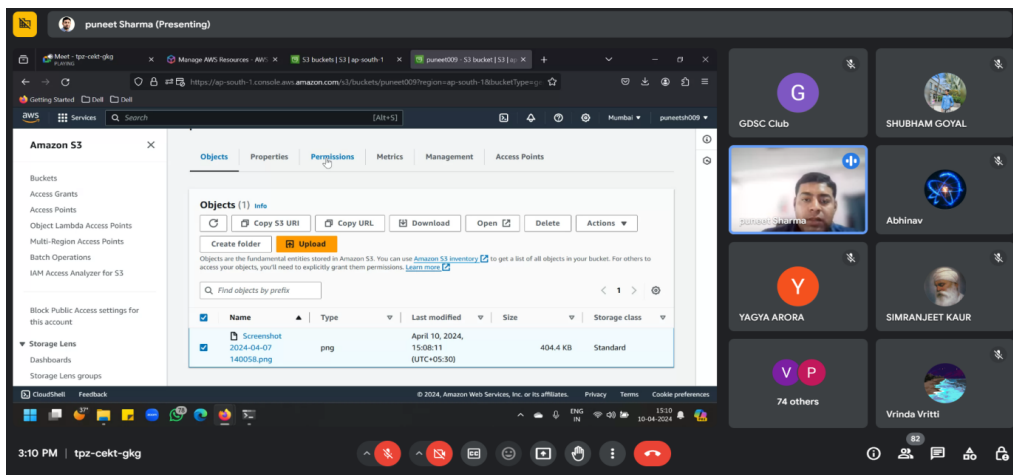 puneet Sharma (Presenting)
Meet - tpz-cekt-gkg
PLAYING
Manage AWS Resources - AWS
S3 buckets | S3 | ap-south-1
puneet009 - S3 bucket | S3 | ap
https://ap-south-1.console.aws.amazon.com/s3/buckets/puneet009?region=ap-south-1&bucketType=ge
Getting Started Dell Dell
aws Services Search [Alt+S] Mumbai puneetsh009
Amazon S3
Buckets
Access Grants
Access Points
Object Lambda Access Points
Multi-Region Access Points
Batch Operations
IAM Access Analyzer for S3
Block Public Access settings for
this account
Storage Lens
Dashboards
Storage Lens groups
Objects Properties Permissions Metrics Management Access Points
Objects (1) Info
Copy S3 URI Copy URL Download Open Delete Actions
Create folder Upload
Objects are the fundamental entities stored in Amazon S3. You can use Amazon S3 inventory to get a list of all objects in your bucket. For others to
access your objects, you'll need to explicitly grant them permissions. Learn more
Find objects by prefix
1
Name Type Last modified Size Storage class
Screenshot
2024-04-07
140058.png
png
April 10, 2024,
15:08:11
(UTC+05:30)
404.4 KB
Standard
CloudShell Feedback © 2024, Amazon Web Services, Inc. or its affiliates. Privacy Terms Cookie preferences
37°
ENG
IN
15:10
10-04-2024
G
GDSC Club
SHUBHAM GOYAL
puneet Sharma
Abhinav
Y
YAGYA ARORA
SIMRANJEET KAUR
V P
74 others
Vrinda Vritti
3:10 PM | tpz-cekt-gkg
82